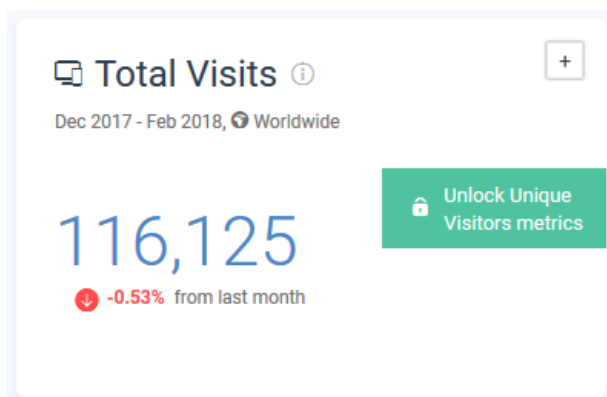 Total Visits
+
Dec 2017 - Feb 2018, Worldwide
Unlock Unique
Visitors metrics
116,125
-0.53% from last month